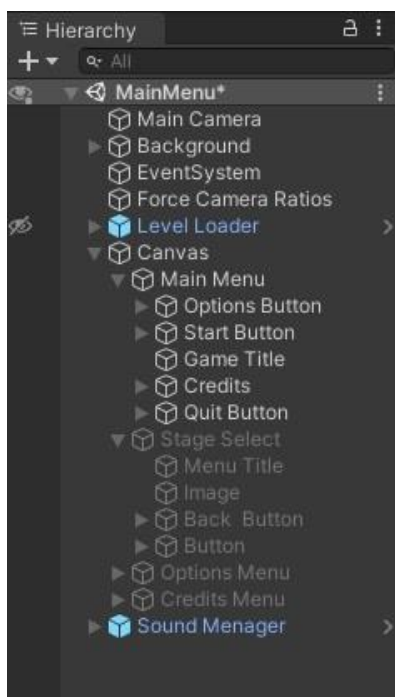 Hierarchy
All
MainMenu*
Main Camera
Background
EventSystem
Force Camera Ratios
Level Loader
Canvas
Main Menu
Options Button
Start Button
Game Title
Credits
Quit Button
Stage Select
Menu Title
Image
Back  Button
Button
Options Menu
Credits Menu
Sound Menager